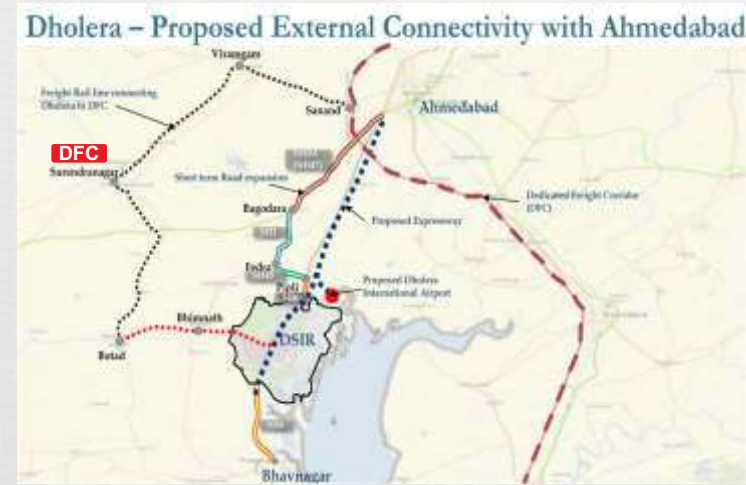 Dholera – Proposed External Connectivity with Ahmedabad
Viramgam
Freight Rail line connecting
Dholera to DFC
Sanand
Ahmedabad
DFC
Surendranagar
Short term Road expansion
Dedicated Freight Corridor
(DFC)
Bagodara
Proposed Expressway
Proposed Dholera
International Airport
Pipli
Bhimnath
DSIR
Botad
Bhavnagar